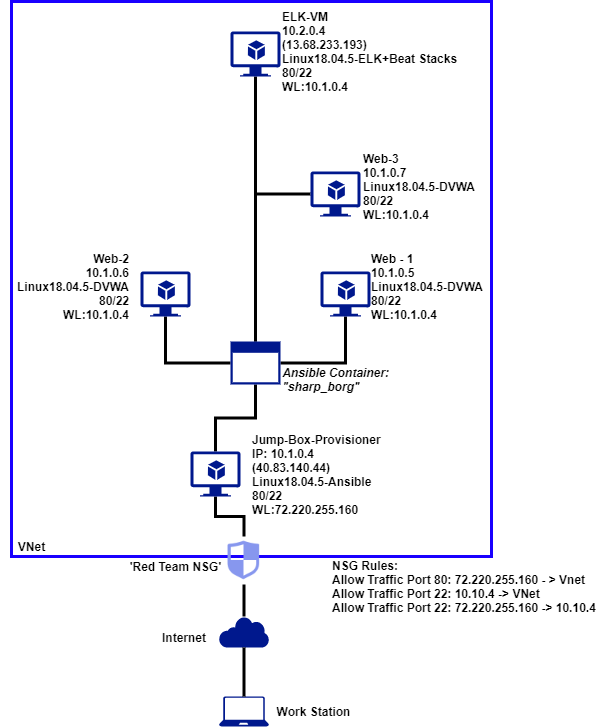 ELK-VM
10.2.0.4
(13.68.233.193)
Linux18.04.5-ELK+Beat Stacks
80/22
WL:10.1.0.4
Web-3
10.1.0.7
Linux18.04.5-DVWA
80/22
WL:10.1.0.4
Web-2
10.1.0.6
Linux18.04.5-DVWA
80/22
WL:10.1.0.4
Web - 1
10.1.0.5
Linux18.04.5-DVWA
80/22
WL:10.1.0.4
Ansible Container:
"sharp_borg"
Jump-Box-Provisioner
IP: 10.1.0.4
(40.83.140.44)
Linux18.04.5-Ansible
80/22
WL:72.220.255.160
VNet
'Red Team NSG'
NSG Rules:
Allow Traffic Port 80: 72.220.255.160 - > Vnet
Allow Traffic Port 22: 10.10.4 -> VNet
Allow Traffic Port 22: 72.220.255.160 -> 10.10.4
Internet
Work Station